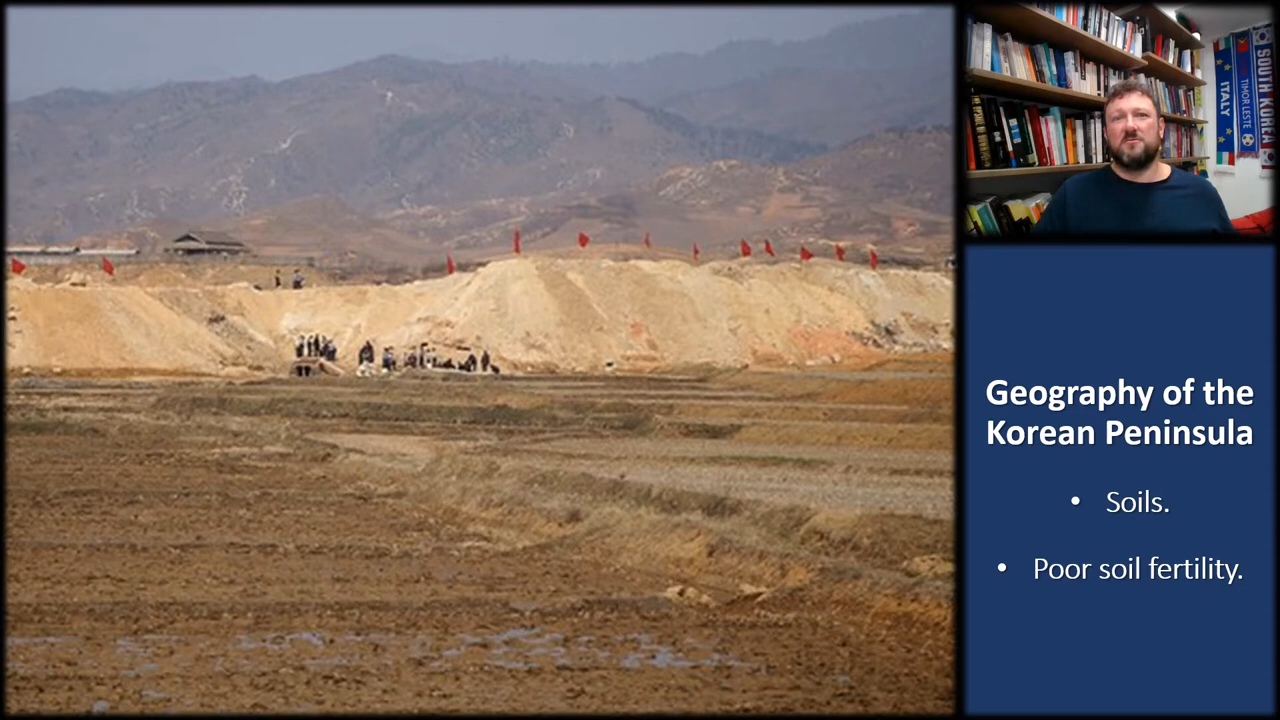 ITALY
TIMOR LESTE
SOUTH KOREA
Geography of the
Korean Peninsula
• Soils.
• Poor soil fertility.